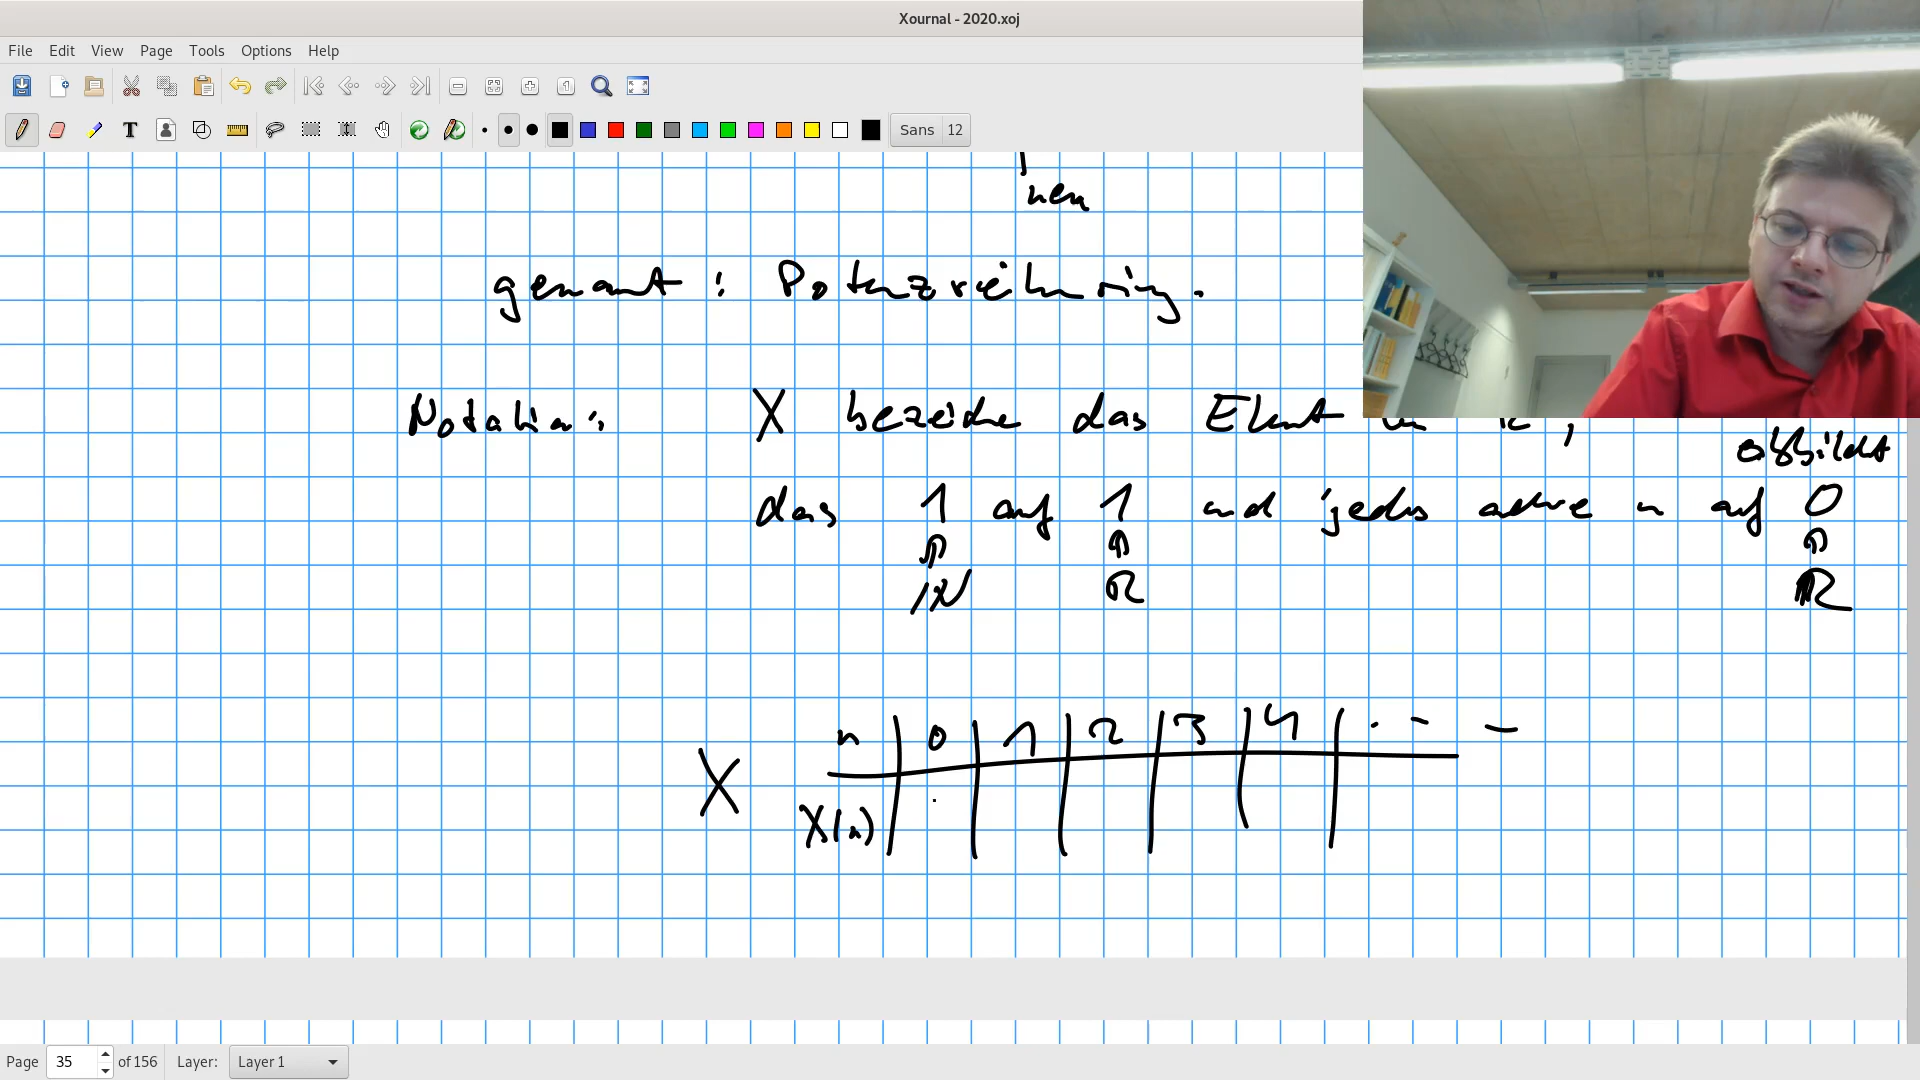 Xournal - 2020.xoj
File Edit View Page Tools Options Help
Sans 12
neu
genannt: Potenzreihenring.
Notation: X bezeichne das Element in R,
abbildet
das 1 auf 1 und jedes andere n auf 0
ℕ R R
n 0 1 2 3 4 . - -
X
X(n)
Page 35 of 156 Layer: Layer 1